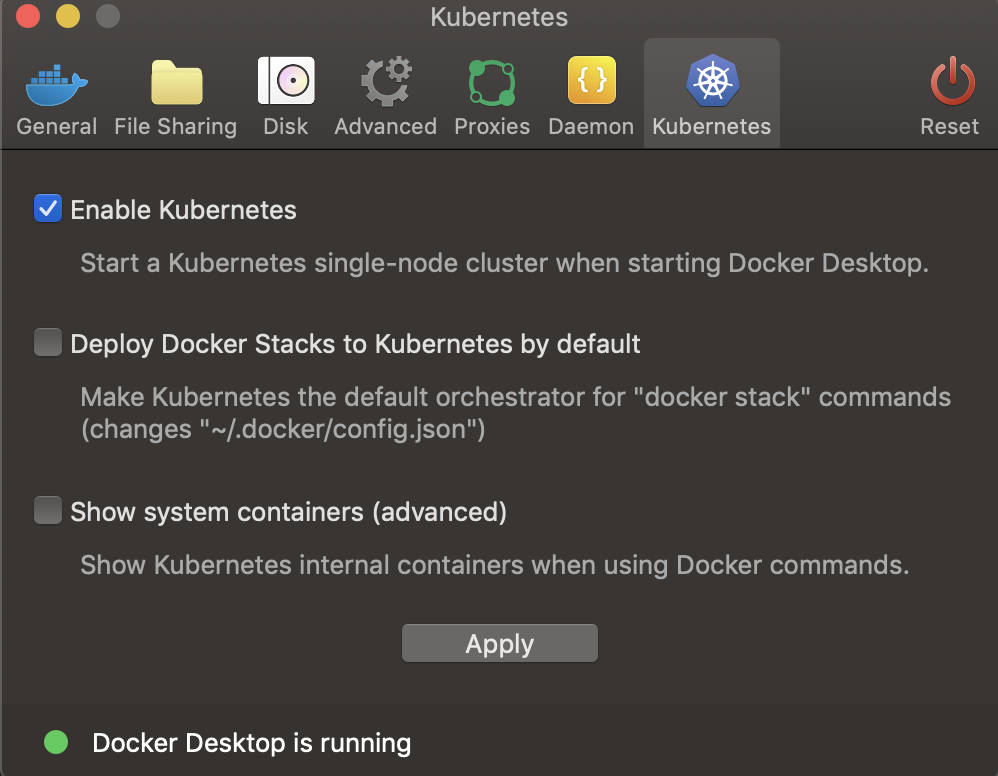 Kubernetes
General File Sharing Disk Advanced Proxies Daemon Kubernetes Reset
Enable Kubernetes
Start a Kubernetes single-node cluster when starting Docker Desktop.
Deploy Docker Stacks to Kubernetes by default
Make Kubernetes the default orchestrator for "docker stack" commands
(changes "~/.docker/config.json")
Show system containers (advanced)
Show Kubernetes internal containers when using Docker commands.
Apply
Docker Desktop is running